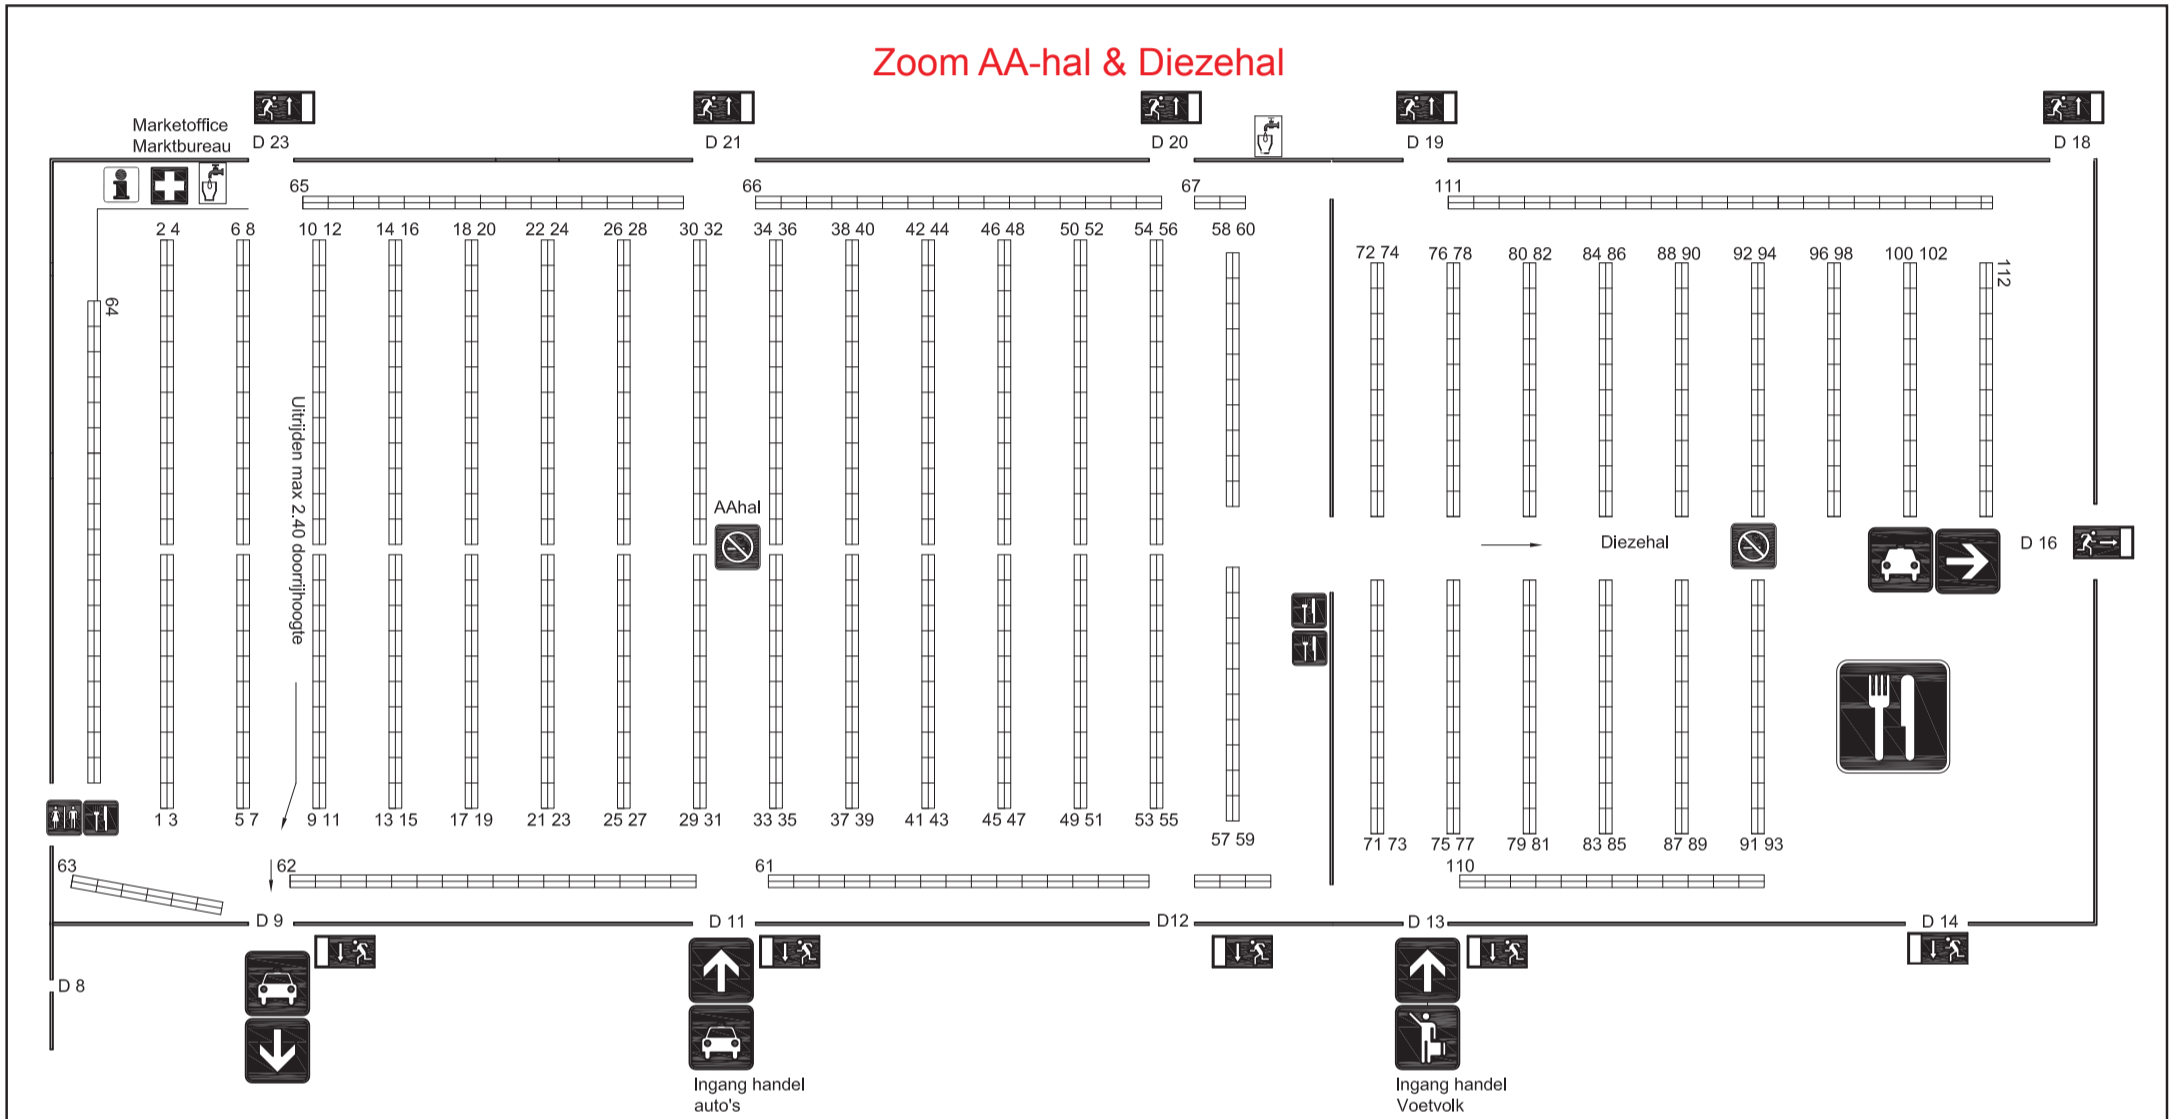 Zoom AA-hal & Diezehal
Marketoffice
Marktbureau
D 23
D 21
D 20
D 19
D 18
65
66
67
111
2 4
6 8
10 12
14 16
18 20
22 24
26 28
30 32
34 36
38 40
42 44
46 48
50 52
54 56
58 60
72 74
76 78
80 82
84 86
88 90
92 94
96 98
100 102
112
64
Uitrijden max 2.40 doorrijhoogte
AAhal
Diezehal
D 16
1 3
5 7
9 11
13 15
17 19
21 23
25 27
29 31
33 35
37 39
41 43
45 47
49 51
53 55
57 59
71 73
75 77
79 81
83 85
87 89
91 93
63
62
61
110
D 9
D 11
D12
D 13
D 14
D 8
Ingang handel
auto's
Ingang handel
Voetvolk